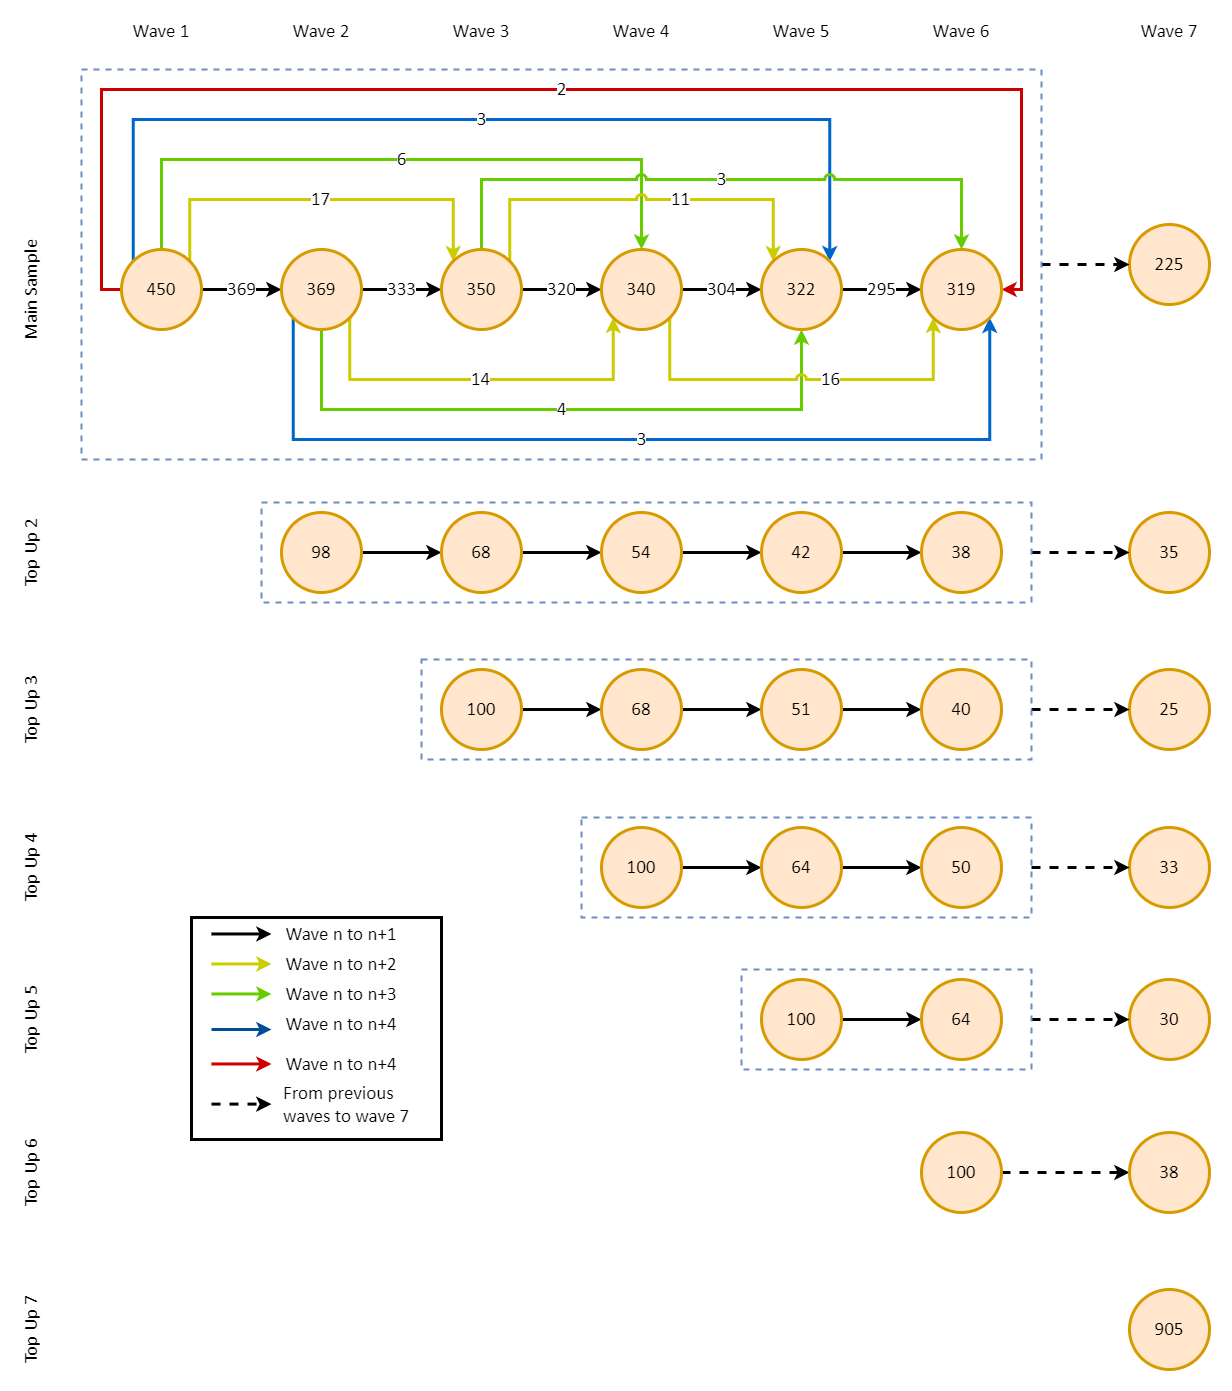 Wave 1
Wave 2
Wave 3
Wave 4
Wave 5
Wave 6
Wave 7
Main Sample
2
3
6
3
17
11
450
369
369
333
350
320
340
304
322
295
319
225
14
16
4
3
Top Up 2
98
68
54
42
38
35
Top Up 3
100
68
51
40
25
Top Up 4
100
64
50
33
Wave n to n+1
Wave n to n+2
Wave n to n+3
Wave n to n+4
Wave n to n+4
From previous
waves to wave 7
Top Up 5
100
64
30
Top Up 6
100
38
Top Up 7
905